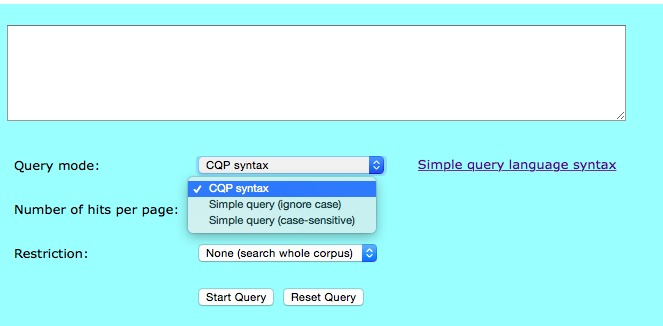 Query mode: CQP syntax Simple query language syntax
✓ CQP syntax
Simple query (ignore case)
Number of hits per page:
Simple query (case-sensitive)
Restriction: None (search whole corpus)
Start Query Reset Query